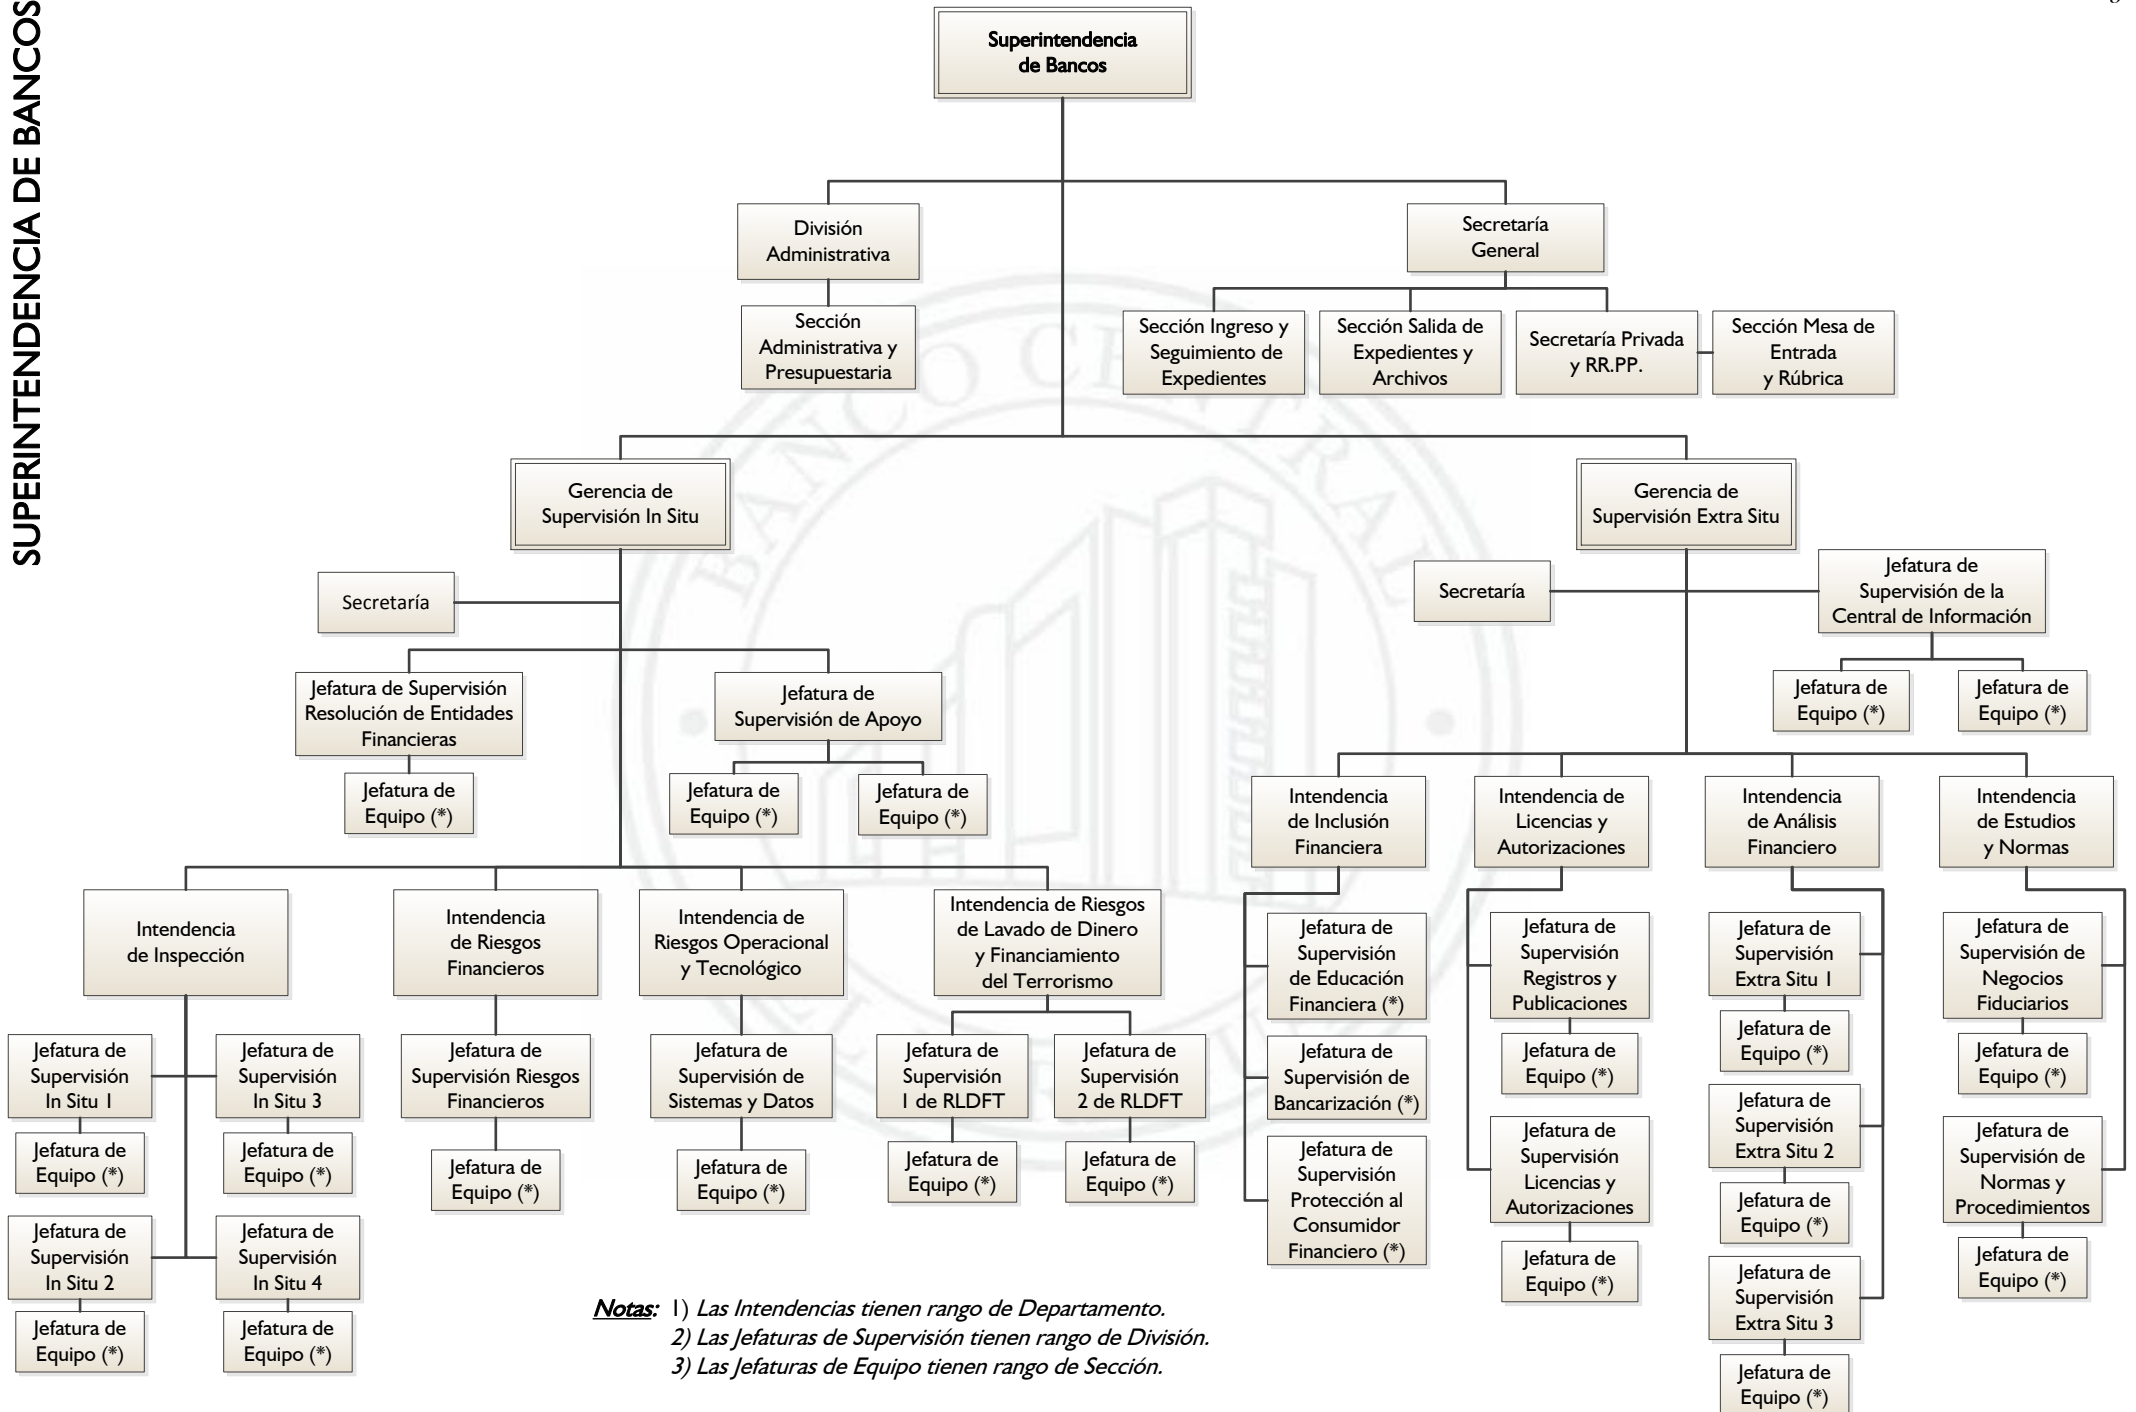 SUPERINTENDENCIA DE BANCOS
Superintendencia
de Bancos
División
Administrativa
Secretaría
General
Sección
Administrativa y
Presupuestaria
Sección Ingreso y
Seguimiento de
Expedientes
Sección Salida de
Expedientes y
Archivos
Secretaría Privada
y RR.PP.
Sección Mesa de
Entrada
y Rúbrica
Gerencia de
Supervisión In Situ
Gerencia de
Supervisión Extra Situ
Secretaría
Secretaría
Jefatura de
Supervisión de la
Central de Información
Jefatura de
Equipo (*)
Jefatura de
Equipo (*)
Jefatura de Supervisión
Resolución de Entidades
Financieras
Jefatura de
Equipo (*)
Jefatura de
Supervisión de Apoyo
Jefatura de
Equipo (*)
Jefatura de
Equipo (*)
Intendencia
de Inspección
Intendencia
de Riesgos
Financieros
Intendencia de
Riesgos Operacional
y Tecnológico
Intendencia de Riesgos
de Lavado de Dinero
y Financiamiento
del Terrorismo
Jefatura de
Supervisión
In Situ 1
Jefatura de
Equipo (*)
Jefatura de
Supervisión
In Situ 3
Jefatura de
Equipo (*)
Jefatura de
Supervisión
In Situ 2
Jefatura de
Equipo (*)
Jefatura de
Supervisión
In Situ 4
Jefatura de
Equipo (*)
Jefatura de
Supervisión Riesgos
Financieros
Jefatura de
Equipo (*)
Jefatura de
Supervisión de
Sistemas y Datos
Jefatura de
Equipo (*)
Jefatura de
Supervisión
1 de RLDFT
Jefatura de
Equipo (*)
Jefatura de
Supervisión
2 de RLDFT
Jefatura de
Equipo (*)
Intendencia
de Inclusión
Financiera
Intendencia de
Licencias y
Autorizaciones
Intendencia
de Análisis
Financiero
Intendencia
de Estudios
y Normas
Jefatura de
Supervisión
de Educación
Financiera (*)
Jefatura de
Supervisión de
Bancarización (*)
Jefatura de
Supervisión
Protección al
Consumidor
Financiero (*)
Jefatura de
Supervisión
Registros y
Publicaciones
Jefatura de
Equipo (*)
Jefatura de
Supervisión
Licencias y
Autorizaciones
Jefatura de
Equipo (*)
Jefatura de
Supervisión
Extra Situ 1
Jefatura de
Equipo (*)
Jefatura de
Supervisión
Extra Situ 2
Jefatura de
Equipo (*)
Jefatura de
Supervisión
Extra Situ 3
Jefatura de
Equipo (*)
Jefatura de
Supervisión de
Negocios
Fiduciarios
Jefatura de
Equipo (*)
Jefatura de
Supervisión de
Normas y
Procedimientos
Jefatura de
Equipo (*)
Notas: 1) Las Intendencias tienen rango de Departamento.
2) Las Jefaturas de Supervisión tienen rango de División.
3) Las Jefaturas de Equipo tienen rango de Sección.
BANCO CENTRAL